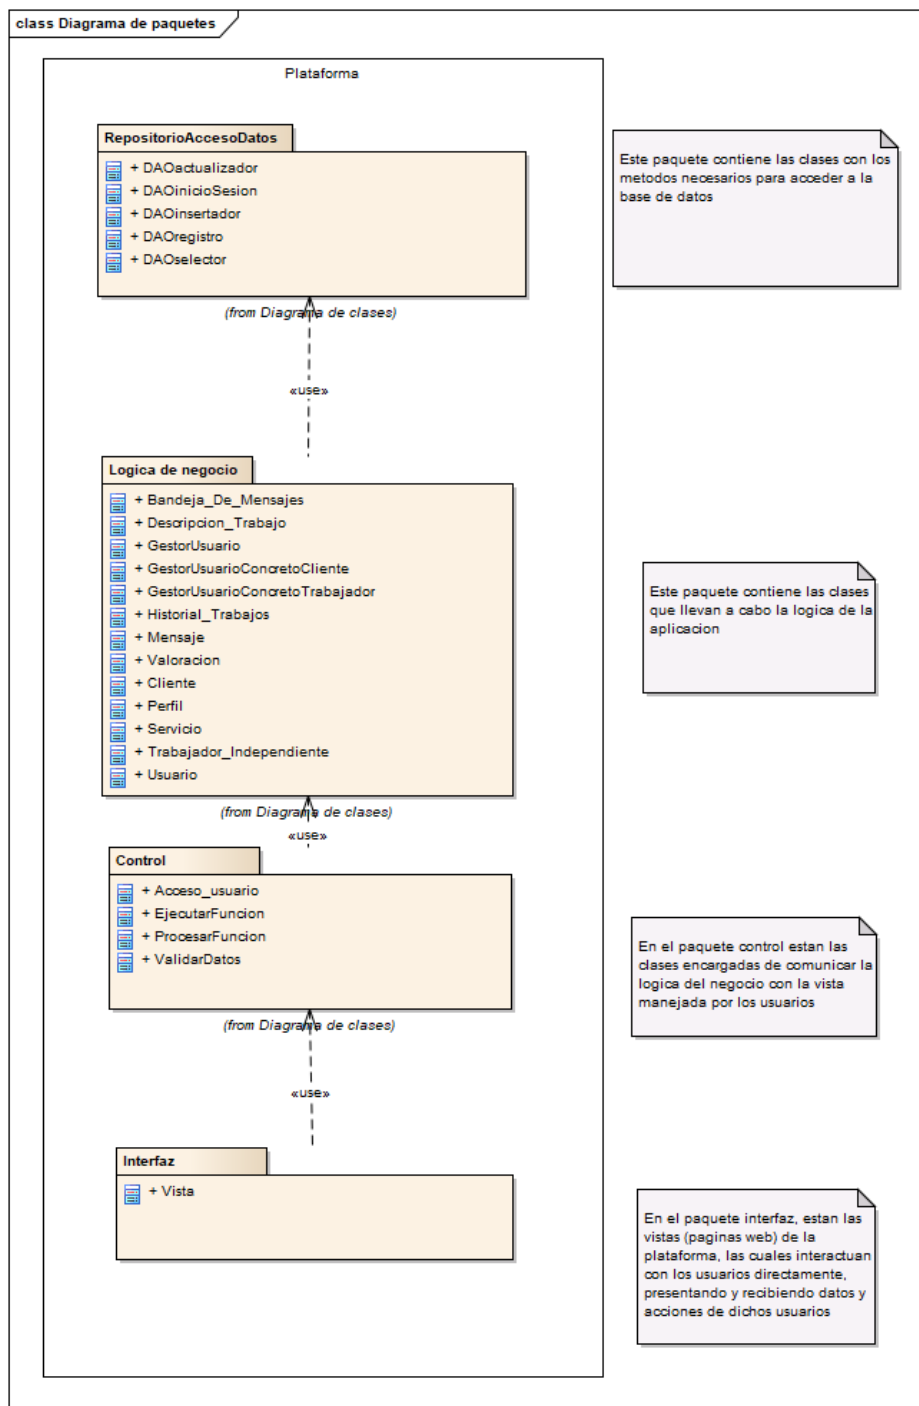 class Diagrama de paquetes
Plataforma
RepositorioAccesoDatos
+ DAOactualizador
+ DAOinicioSesion
+ DAOinsertador
+ DAOregistro
+ DAOselector
(from Diagrama de clases)
Este paquete contiene las clases con los
metodos necesarios para acceder a la
base de datos
«use»
Logica de negocio
+ Bandeja_De_Mensajes
+ Descripcion_Trabajo
+ GestorUsuario
+ GestorUsuarioConcretoCliente
+ GestorUsuarioConcretoTrabajador
+ Historial_Trabajos
+ Mensaje
+ Valoracion
+ Cliente
+ Perfil
+ Servicio
+ Trabajador_Independiente
+ Usuario
(from Diagrama de clases)
Este paquete contiene las clases
que llevan a cabo la logica de la
aplicacion
«use»
Control
+ Acceso_usuario
+ EjecutarFuncion
+ ProcesarFuncion
+ ValidarDatos
(from Diagrama de clases)
En el paquete control estan las
clases encargadas de comunicar la
logica del negocio con la vista
manejada por los usuarios
«use»
Interfaz
+ Vista
En el paquete interfaz, estan las
vistas (paginas web) de la
plataforma, las cuales interactuan
con los usuarios directamente,
presentando y recibiendo datos y
acciones de dichos usuarios